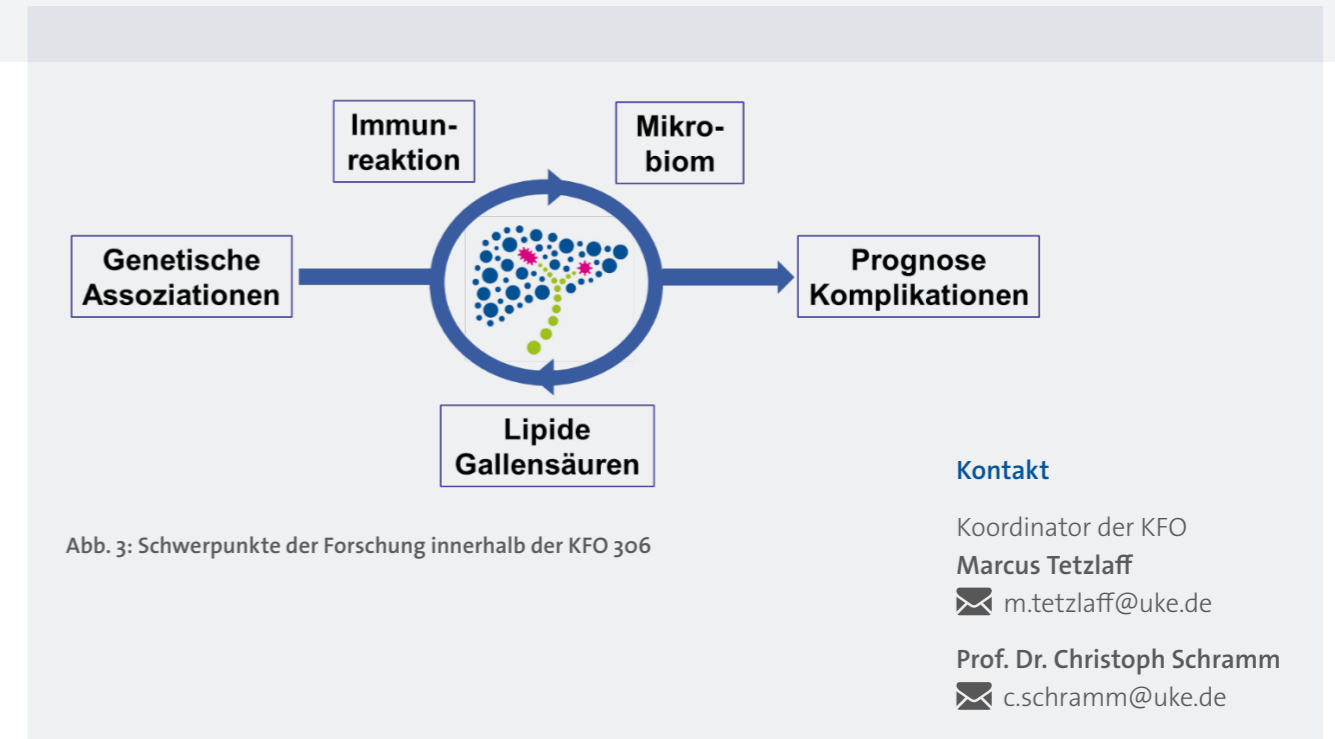 Immun-
reaktion
Mikro-
biom
Genetische
Assoziationen
Prognose
Komplikationen
Lipide
Gallensäuren
Abb. 3: Schwerpunkte der Forschung innerhalb der KFO 306
Kontakt
Koordinator der KFO
Marcus Tetzlaff
m.tetzlaff@uke.de
Prof. Dr. Christoph Schramm
c.schramm@uke.de